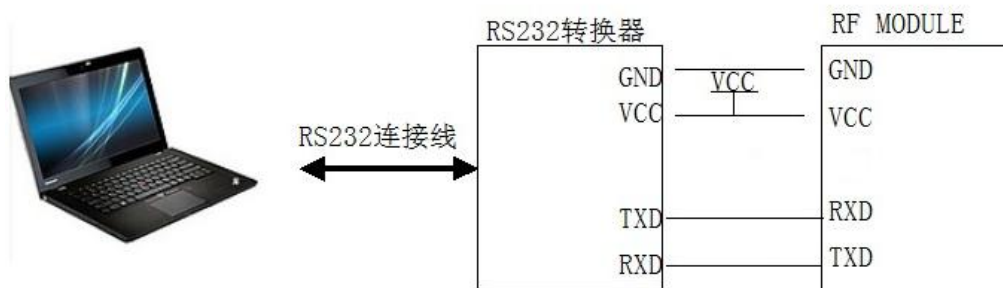 RS232转换器
RF MODULE
RS232连接线
GND
VCC
VCC
TXD
RXD
GND
VCC
RXD
TXD